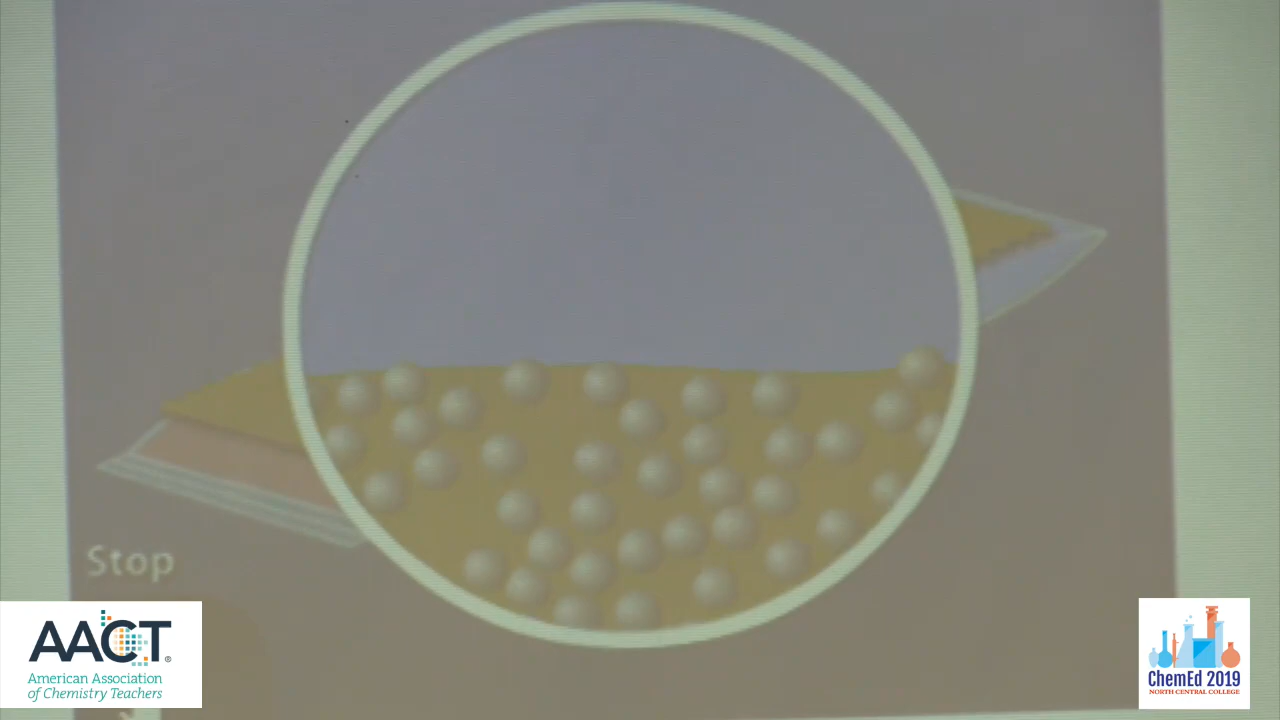 Stop
AACT®
American Association
of Chemistry Teachers
ChemEd 2019
NORTH CENTRAL COLLEGE